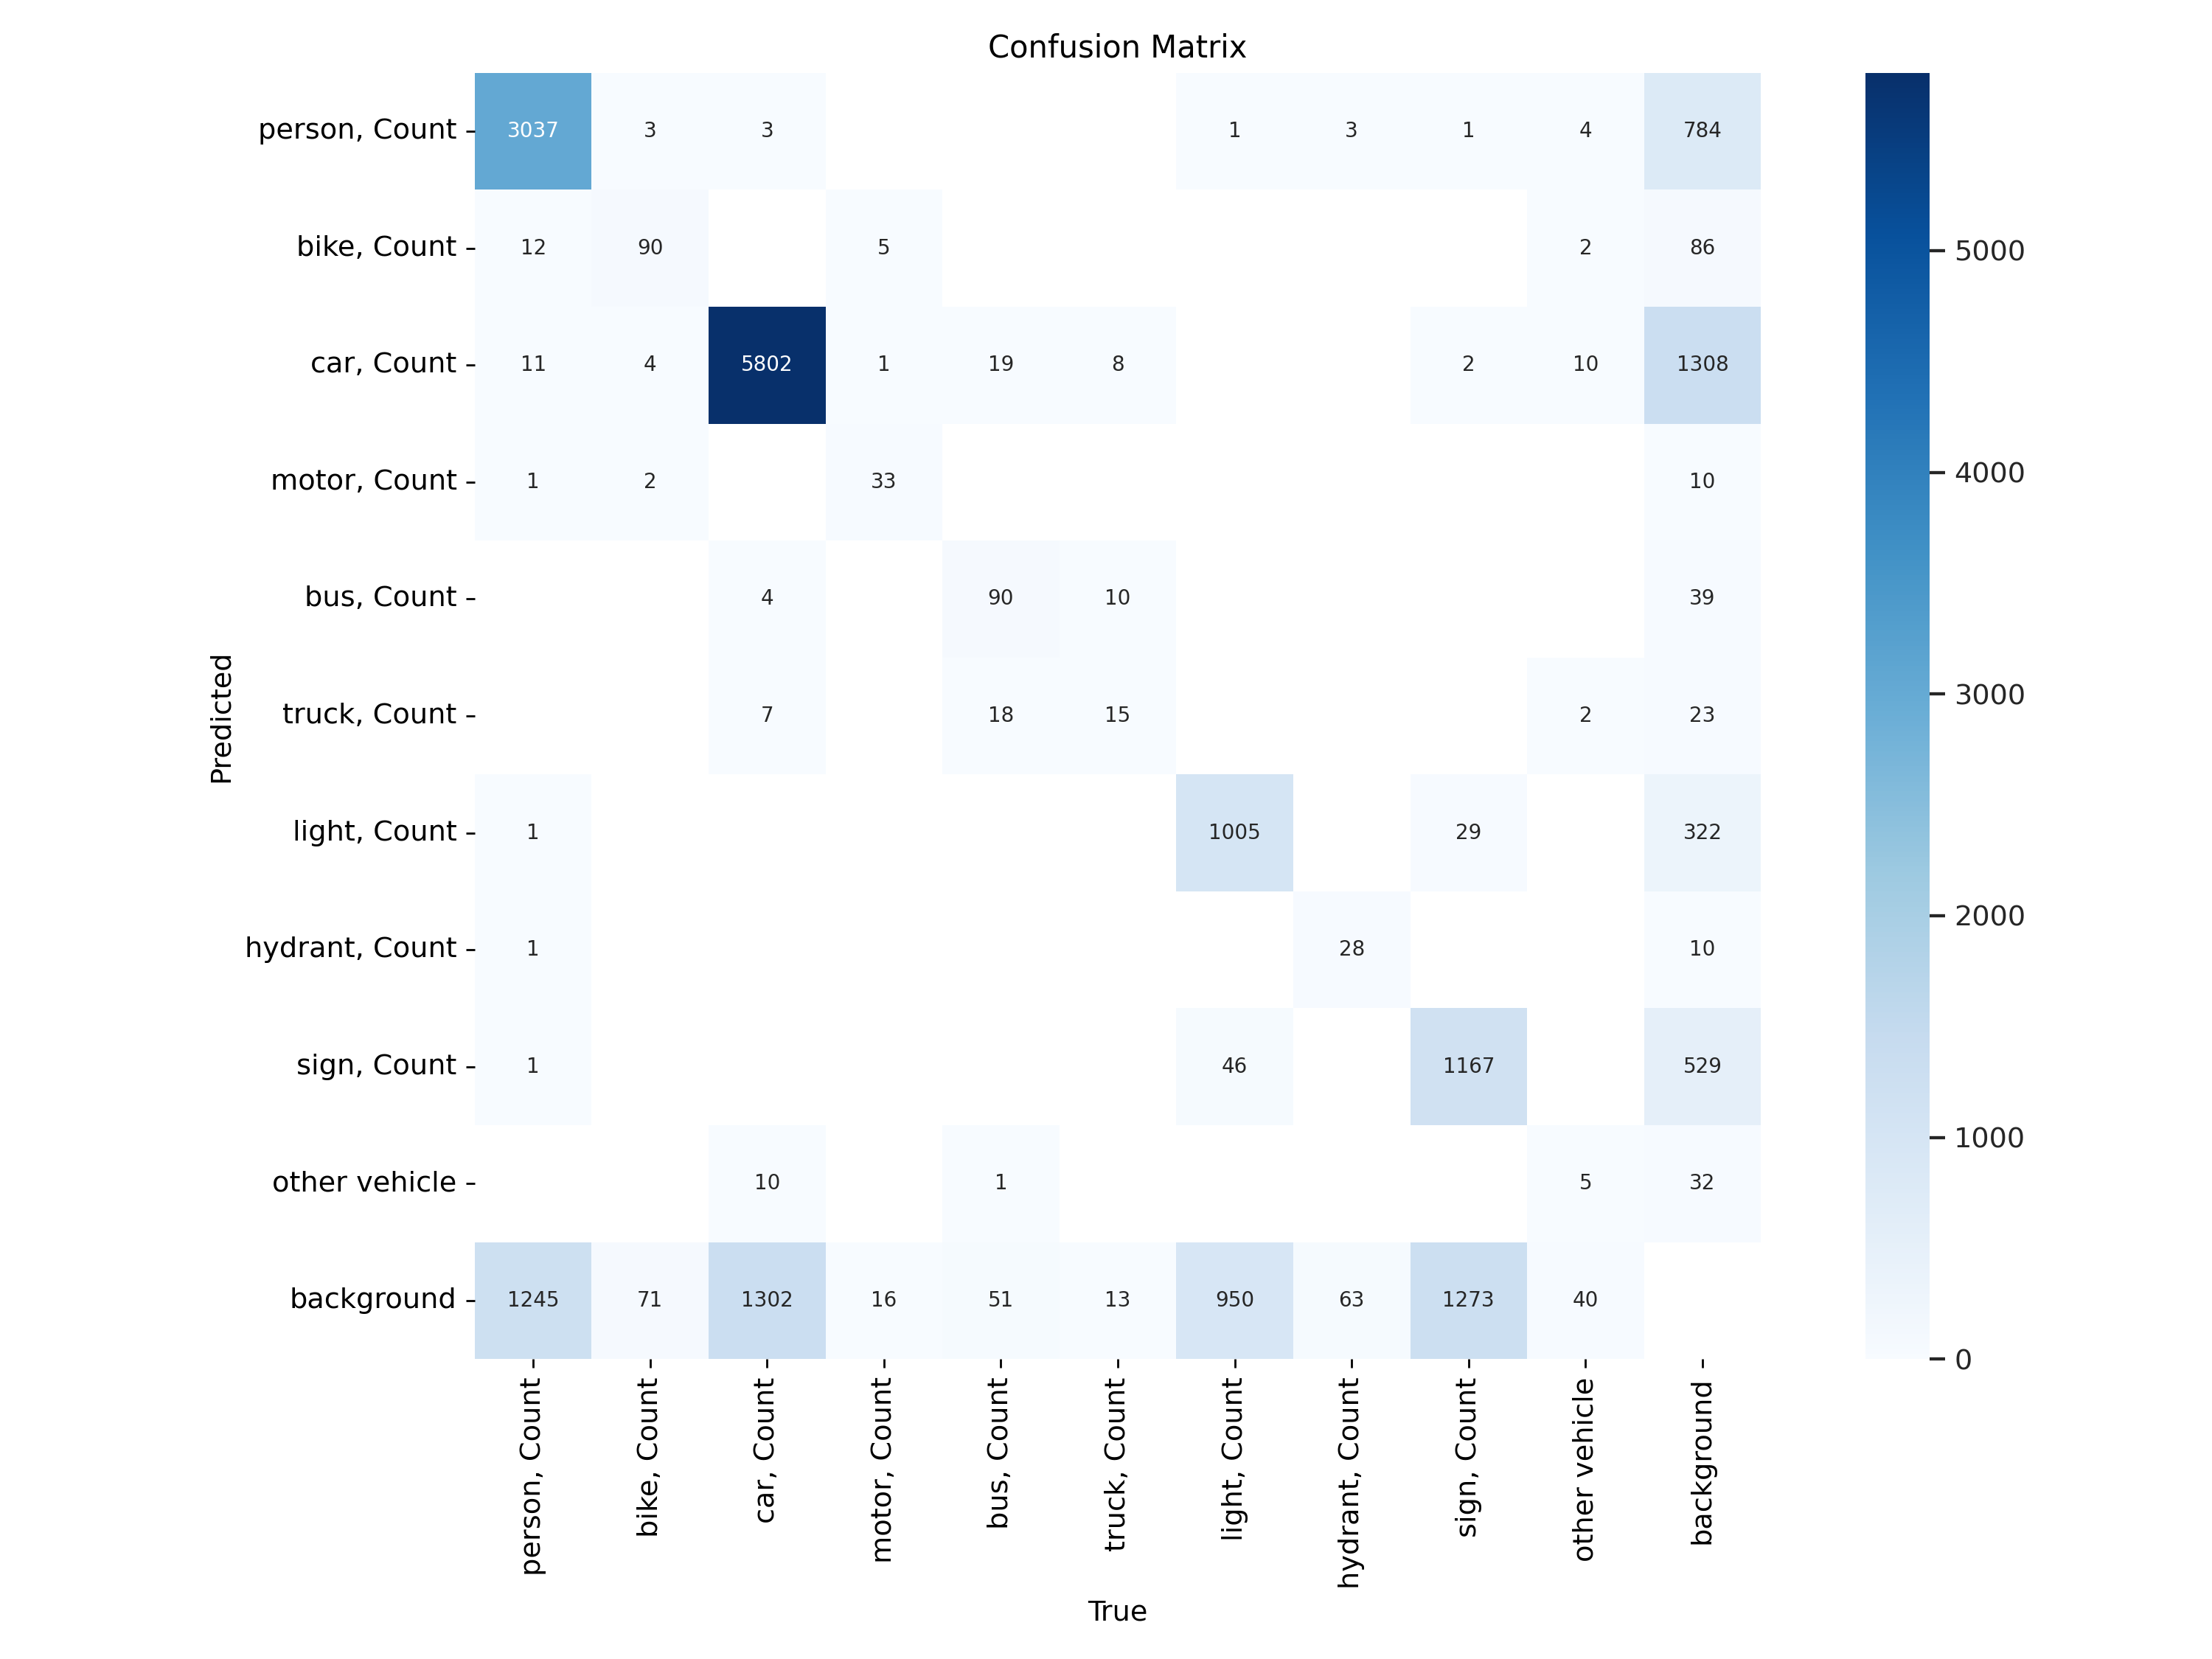 Confusion Matrix
person, Count 3037 3 3 1 3 1 4 784
bike, Count 12 90 5 2 86
car, Count 11 4 5802 1 19 8 2 10 1308
motor, Count 1 2 33 10
bus, Count 4 90 10 39
truck, Count 7 18 15 2 23
light, Count 1 1005 29 322
hydrant, Count 1 28 10
sign, Count 1 46 1167 529
other vehicle 10 1 5 32
background 1245 71 1302 16 51 13 950 63 1273 40
Predicted
person, Count
bike, Count
car, Count
motor, Count
bus, Count
truck, Count
light, Count
hydrant, Count
sign, Count
other vehicle
background
True
5000
4000
3000
2000
1000
0